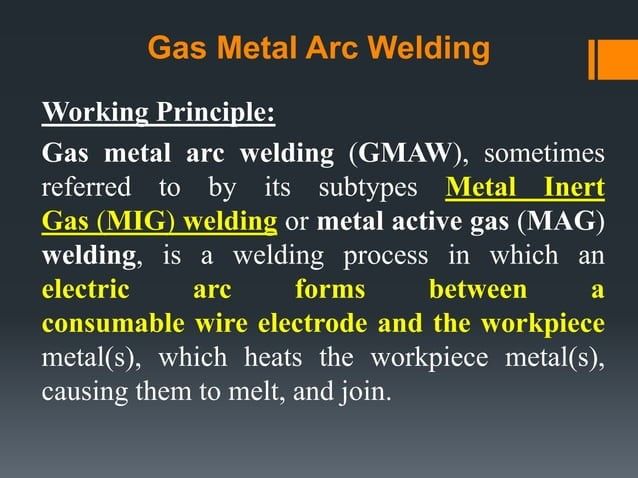 Gas Metal Arc Welding
Working Principle:
Gas metal arc welding (GMAW), sometimes
referred to by its subtypes Metal Inert
Gas (MIG) welding or metal active gas (MAG)
welding, is a welding process in which an
electric arc forms between a
consumable wire electrode and the workpiece
metal(s), which heats the workpiece metal(s),
causing them to melt, and join.